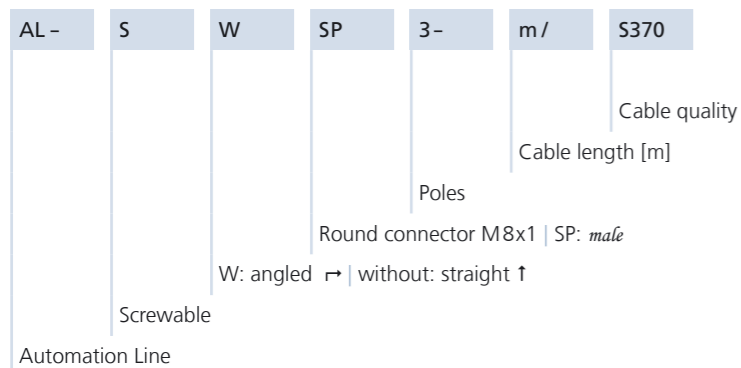 AL – S W SP 3 – m / S370
Cable quality
Cable length [m]
Poles
Round connector M8x1 | SP: male
W: angled ↱ | without: straight ↑
Screwable
Automation Line